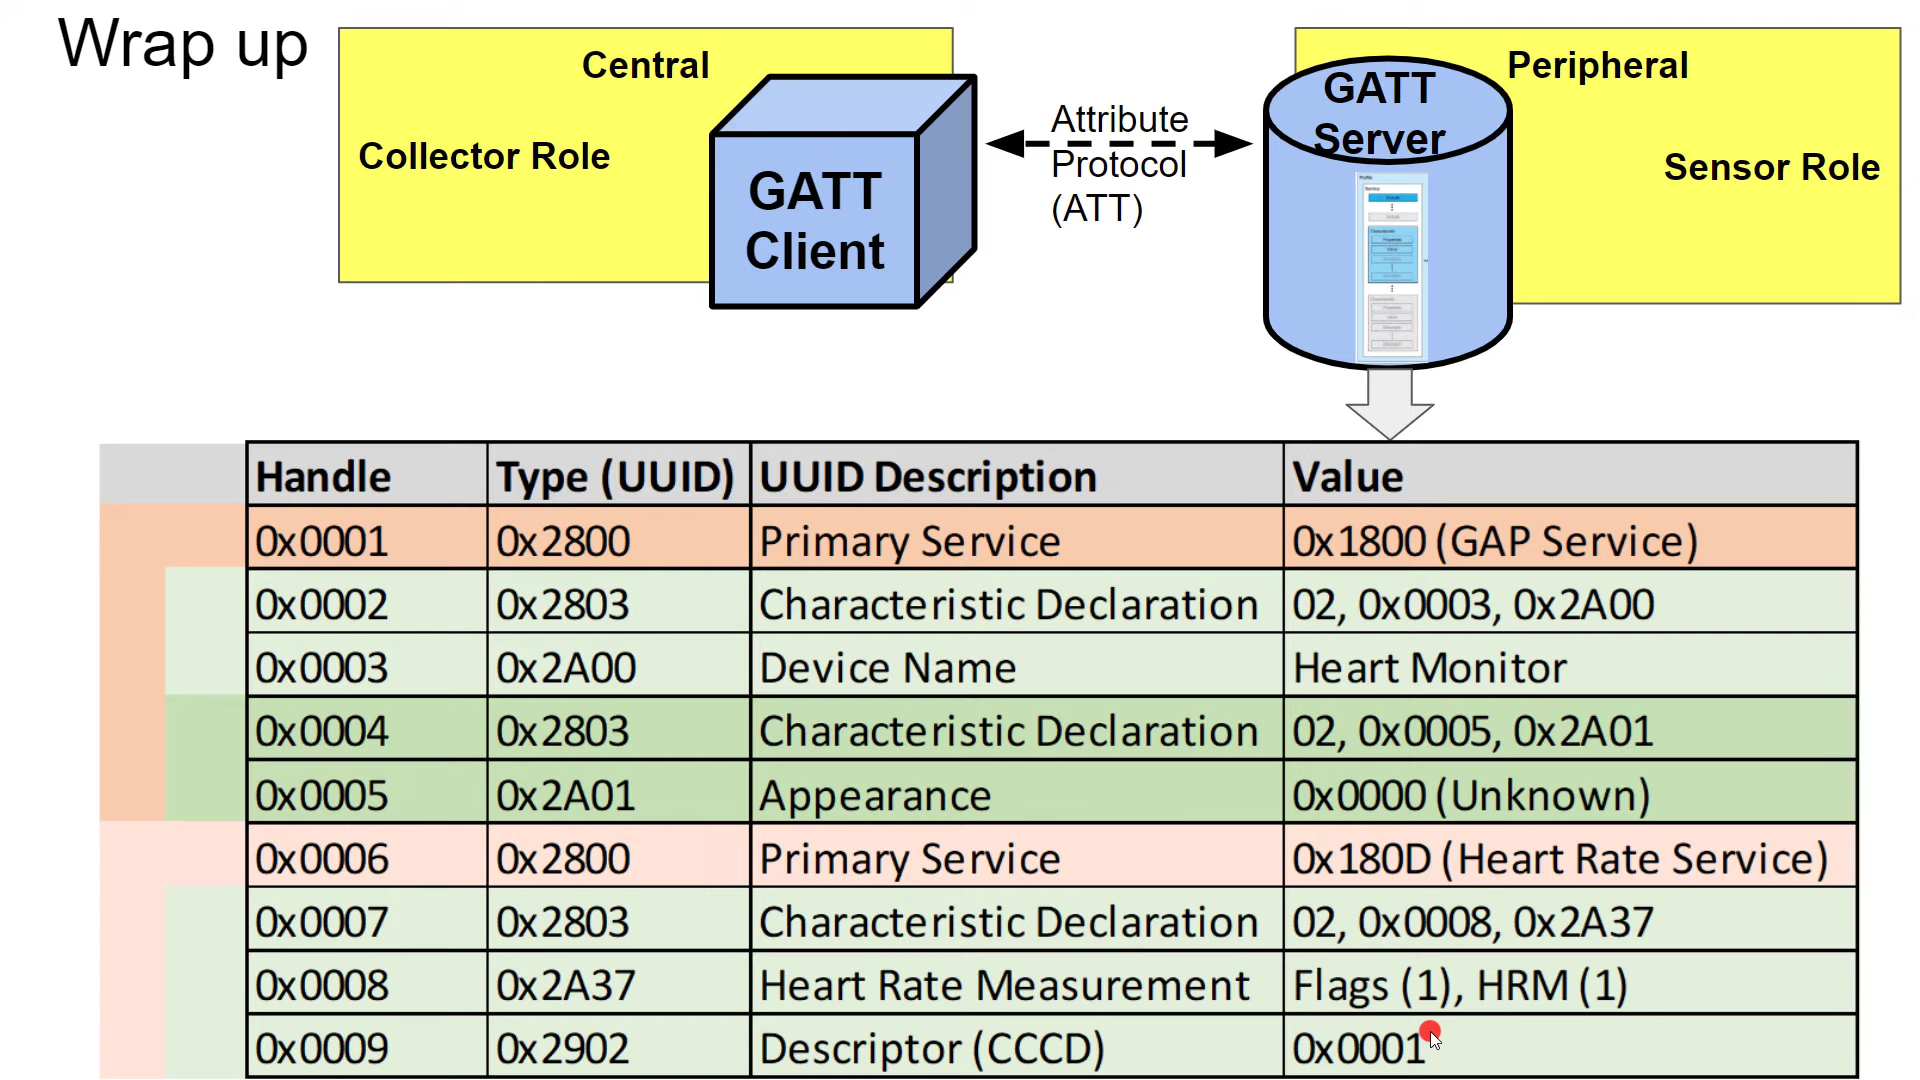 Wrap up
Central
Collector Role
GATT
Client
Attribute
Protocol
(ATT)
GATT
Server
Peripheral
Sensor Role
Handle Type (UUID) UUID Description Value
0x0001 0x2800 Primary Service 0x1800 (GAP Service)
0x0002 0x2803 Characteristic Declaration 02, 0x0003, 0x2A00
0x0003 0x2A00 Device Name Heart Monitor
0x0004 0x2803 Characteristic Declaration 02, 0x0005, 0x2A01
0x0005 0x2A01 Appearance 0x0000 (Unknown)
0x0006 0x2800 Primary Service 0x180D (Heart Rate Service)
0x0007 0x2803 Characteristic Declaration 02, 0x0008, 0x2A37
0x0008 0x2A37 Heart Rate Measurement Flags (1), HRM (1)
0x0009 0x2902 Descriptor (CCCD) 0x0001